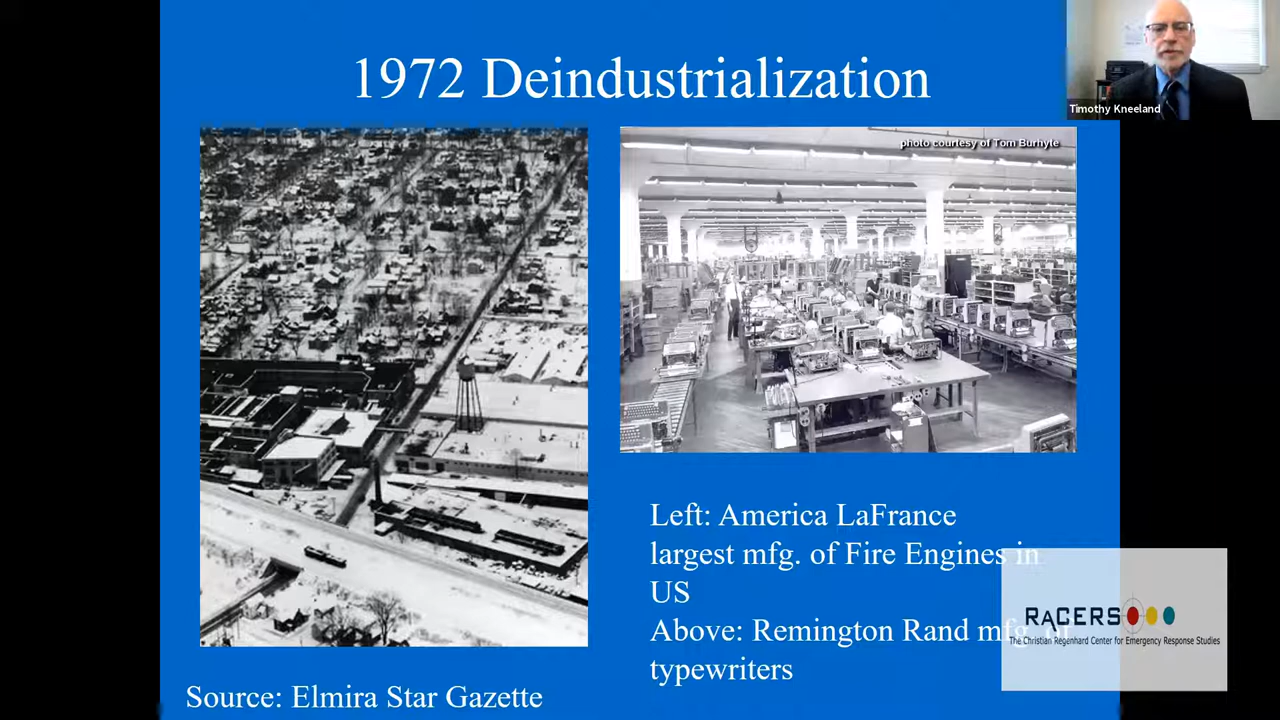 1972 Deindustrialization
Timothy Kneeland
photo courtesy of Tom Burhyte
Left: America LaFrance
largest mfg. of Fire Engines in
US
Above: Remington Rand mfg. of
typewriters
RaCERS
The Christian Regenhard Center for Emergency Response Studies
Source: Elmira Star Gazette